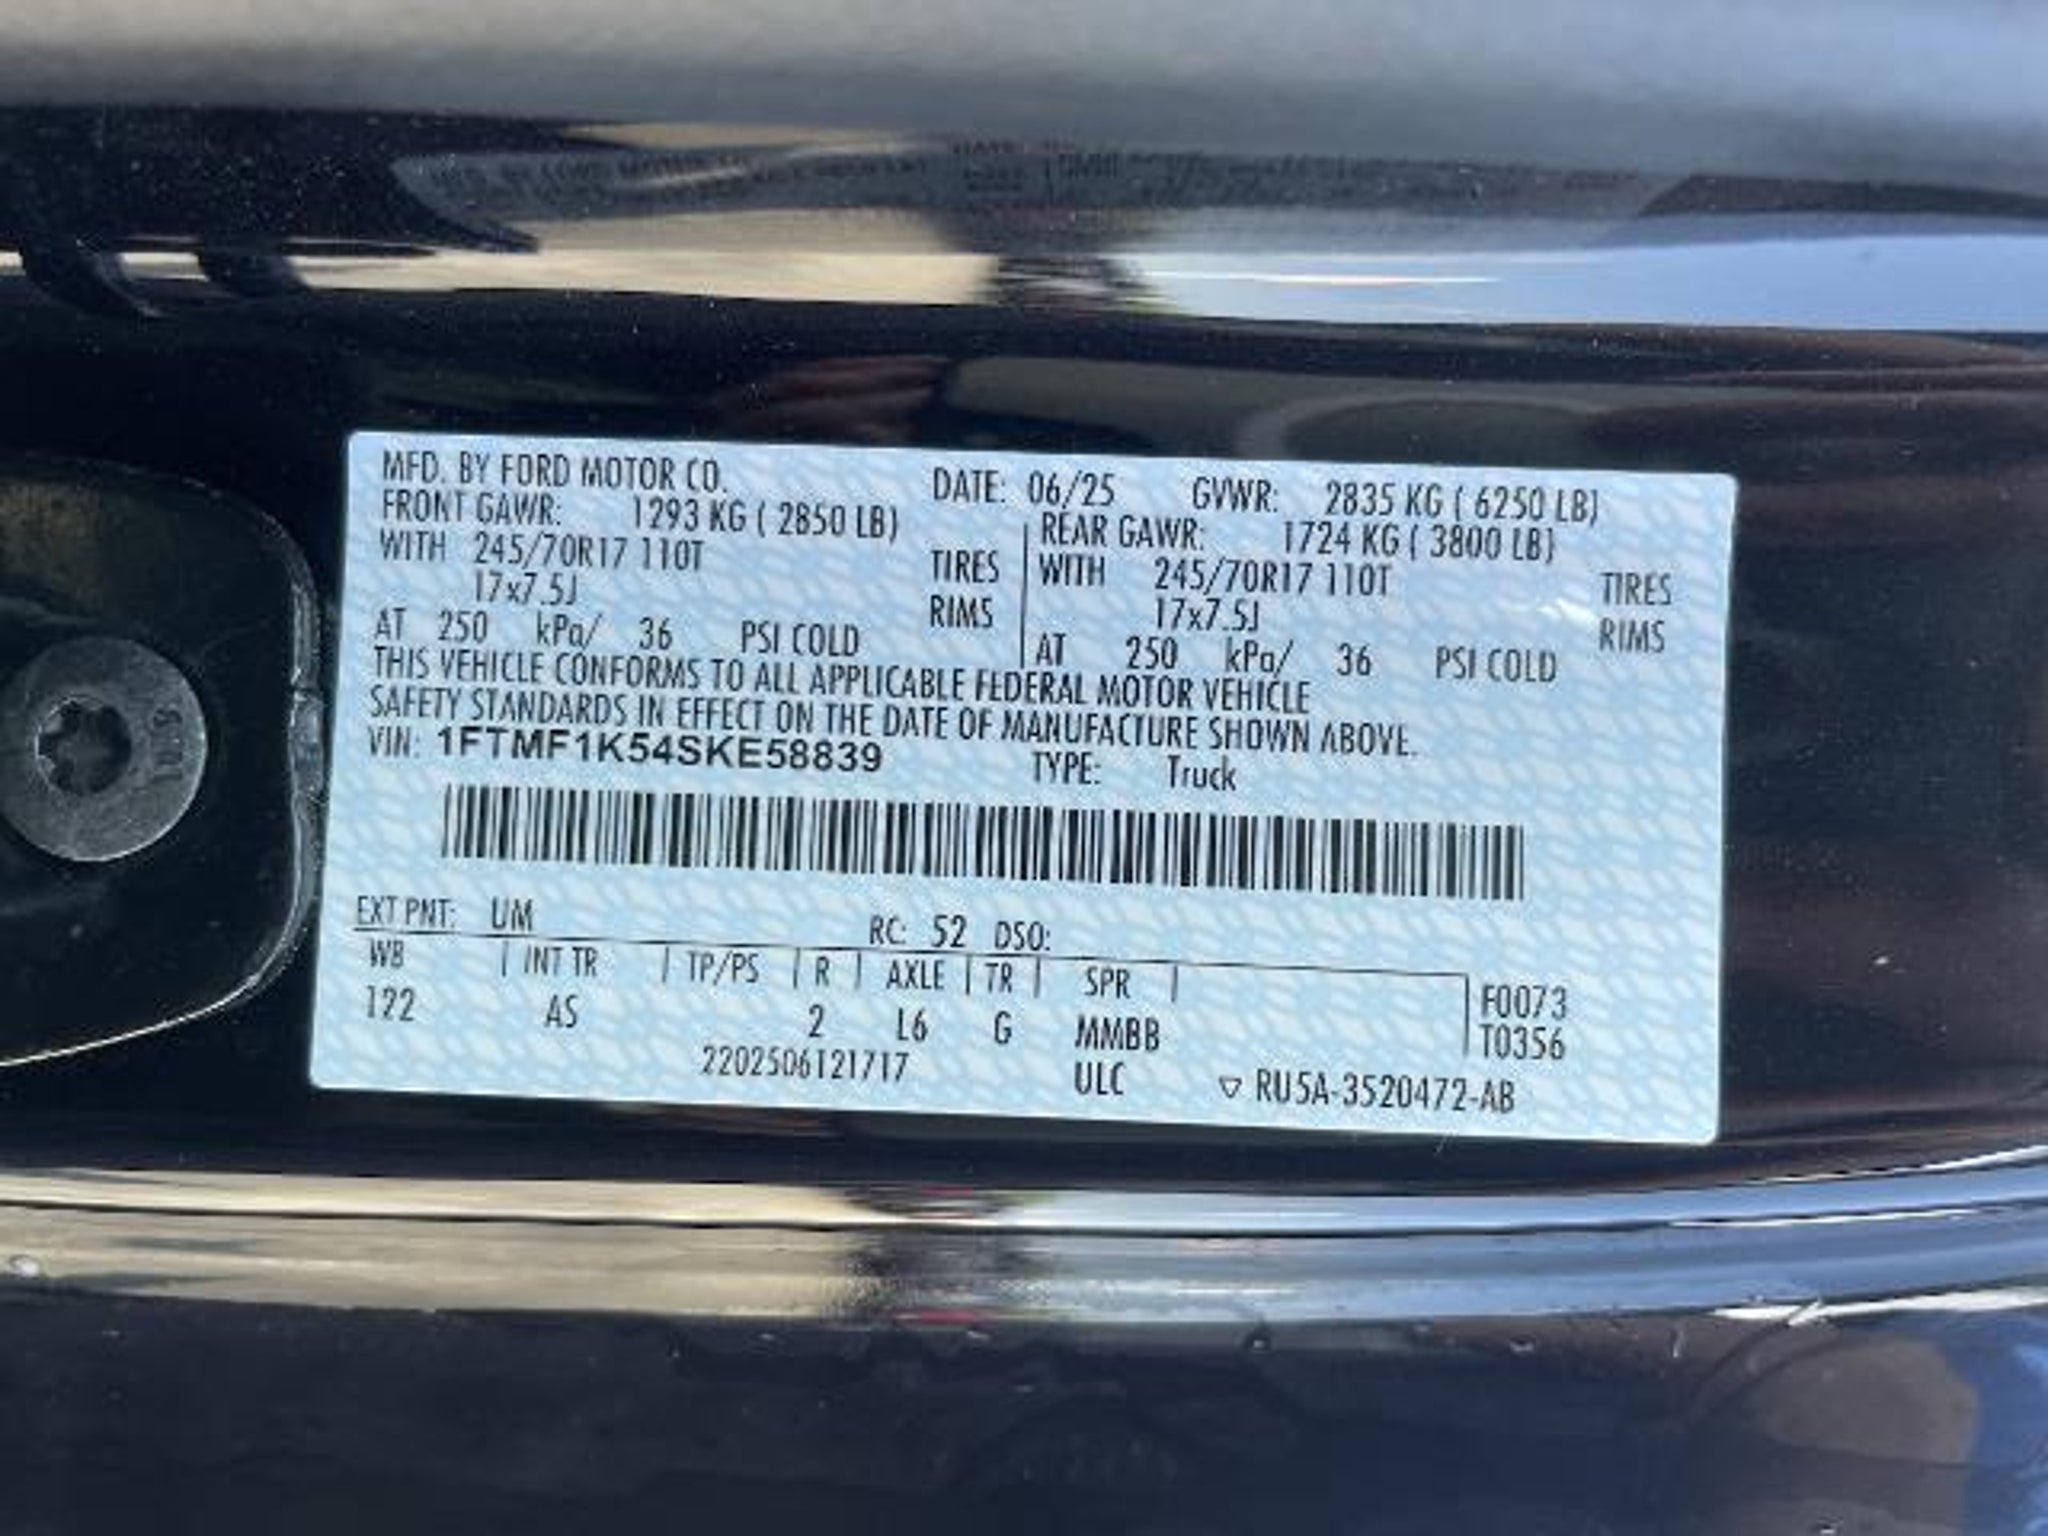 MFD. BY FORD MOTOR CO. DATE: 06/25 GVWR: 2835 KG ( 6250 LB)
FRONT GAWR: 1293 KG ( 2850 LB) REAR GAWR: 1724 KG ( 3800 LB)
WITH 245/70R17 110T TIRES WITH 245/70R17 110T TIRES
17x7.5J RIMS 17x7.5J RIMS
AT 250 kPa/ 36 PSI COLD AT 250 kPa/ 36 PSI COLD
THIS VEHICLE CONFORMS TO ALL APPLICABLE FEDERAL MOTOR VEHICLE
SAFETY STANDARDS IN EFFECT ON THE DATE OF MANUFACTURE SHOWN ABOVE.
VIN: 1FTMF1K54SKE58839 TYPE: Truck
EXT PNT: UM RC: 52 DSO:
WB INT TR TP/PS R AXLE TR SPR F0073
122 AS 2 L6 G MMBB T0356
2202506121717 ULC ▽ RU5A-3520472-AB